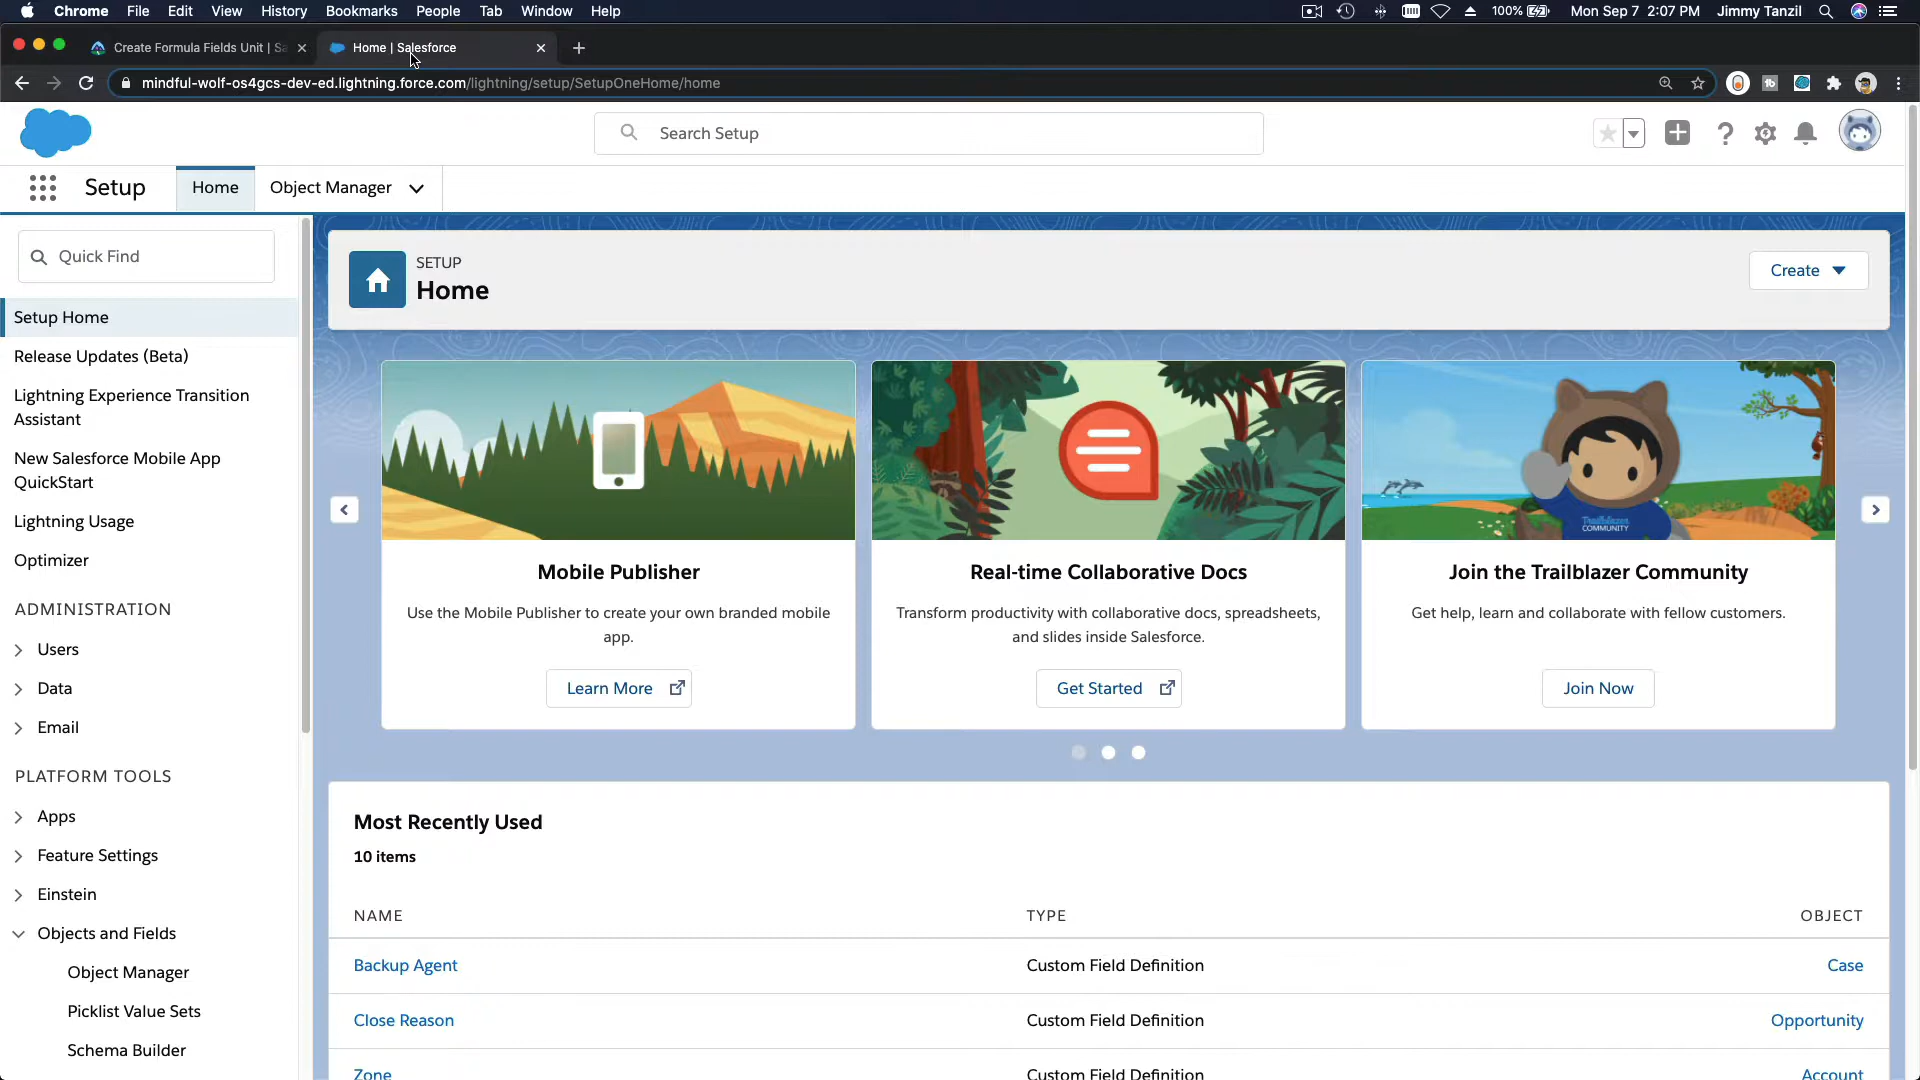 Chrome File Edit View History Bookmarks People Tab Window Help 100% Mon Sep 7 2:07 PM Jimmy Tanzil
Create Formula Fields Unit | Sa Home | Salesforce
mindful-wolf-os4gcs-dev-ed.lightning.force.com/lightning/setup/SetupOneHome/home
Search Setup
Setup Home Object Manager
Quick Find
SETUP
Home
Create
Setup Home
Release Updates (Beta)
Lightning Experience Transition
Assistant
New Salesforce Mobile App
QuickStart
Lightning Usage
Optimizer
ADMINISTRATION
Users
Data
Email
PLATFORM TOOLS
Apps
Feature Settings
Einstein
Objects and Fields
Object Manager
Picklist Value Sets
Schema Builder
Mobile Publisher
Use the Mobile Publisher to create your own branded mobile
app.
Learn More
Real-time Collaborative Docs
Transform productivity with collaborative docs, spreadsheets,
and slides inside Salesforce.
Get Started
Trailblazer
COMMUNITY
Join the Trailblazer Community
Get help, learn and collaborate with fellow customers.
Join Now
Most Recently Used
10 items
NAME TYPE OBJECT
Backup Agent Custom Field Definition Case
Close Reason Custom Field Definition Opportunity
Zone Custom Field Definition Account